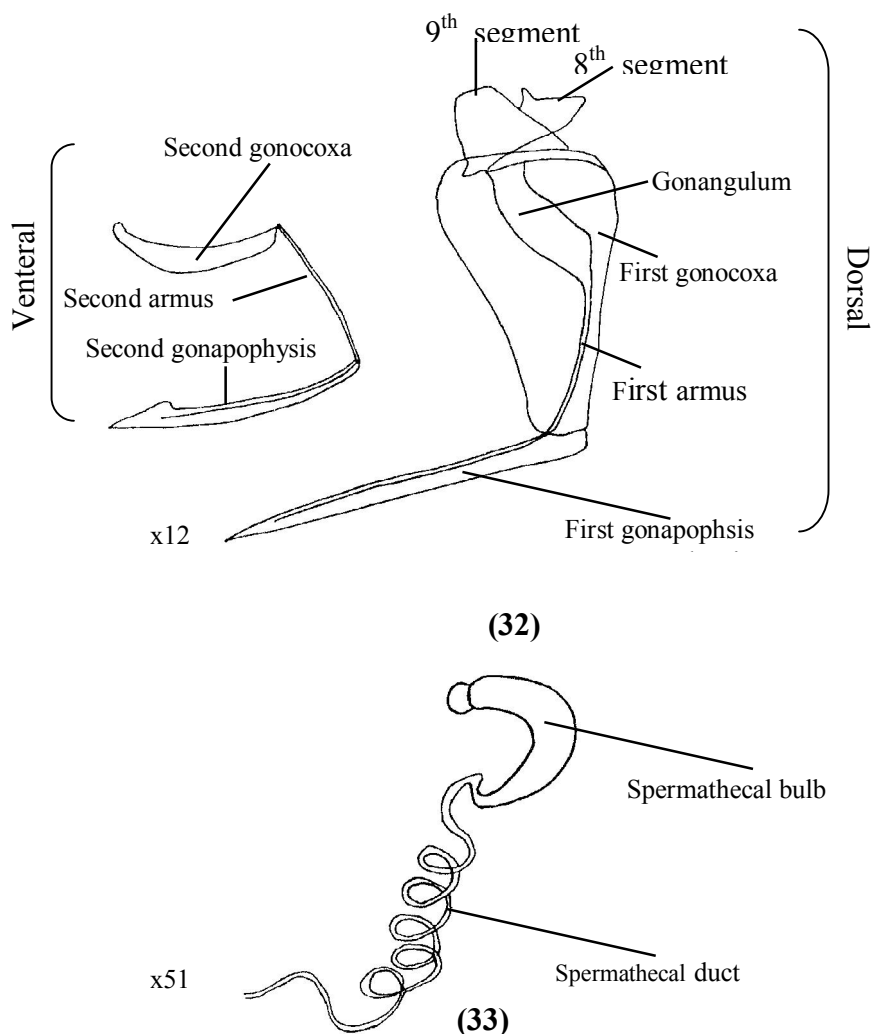 9th segment
8th segment
Second gonocoxa
Gonangulum
Venteral
Dorsal
First gonocoxa
Second armus
Second gonapophysis
First armus
x12
First gonapophsis
(32)
Spermathecal bulb
Spermathecal duct
x51
(33)